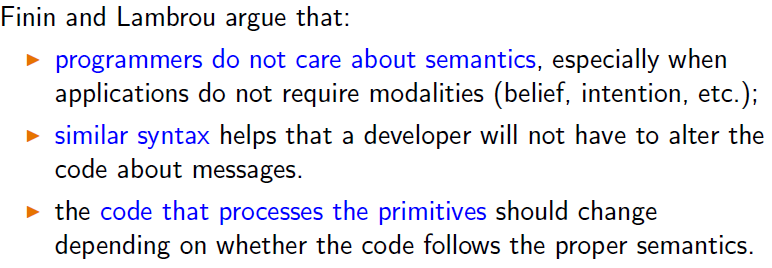 Finin and Lambrou argue that:
▶ programmers do not care about semantics, especially when
applications do not require modalities (belief, intention, etc.);
▶ similar syntax helps that a developer will not have to alter the
code about messages.
▶ the code that processes the primitives should change
depending on whether the code follows the proper semantics.